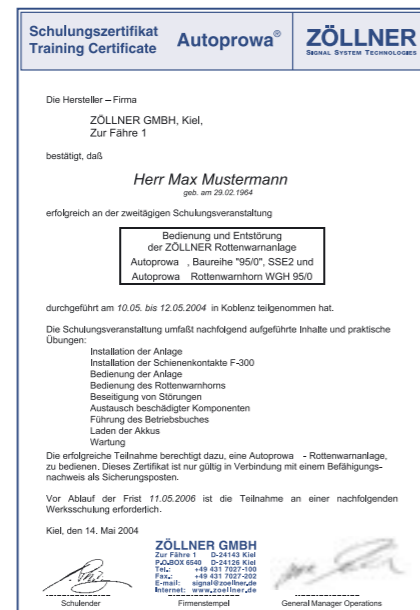 Schulungszertifikat
Training Certificate
Autoprowa®
ZÖLLNER
SIGNAL SYSTEM TECHNOLOGIES
Die Hersteller – Firma
ZÖLLNER GMBH, Kiel,
Zur Fähre 1
bestätigt, daß
Herr Max Mustermann
geb. am 29.02.1964
erfolgreich an der zweitägigen Schulungsveranstaltung
Bedienung und Entstörung
der ZÖLLNER Rottenwarnanlage
Autoprowa , Baureihe "95/0", SSE2 und
Autoprowa Rottenwarnhorn WGH 95/0
durchgeführt am 10.05. bis 12.05.2004 in Koblenz teilgenommen hat.
Die Schulungsveranstaltung umfaßt nachfolgend aufgeführte Inhalte und praktische
Übungen:
Installation der Anlage
Installation der Schienenkontakte F-300
Bedienung der Anlage
Bedienung des Rottenwarnhorns
Beseitigung von Störungen
Austausch beschädigter Komponenten
Führung des Betriebsbuches
Laden der Akkus
Wartung
Die erfolgreiche Teilnahme berechtigt dazu, eine Autoprowa - Rottenwarnanlage,
zu bedienen. Dieses Zertifikat ist nur gültig in Verbindung mit einem Befähigungs-
nachweis als Sicherungsposten.
Vor Ablauf der Frist 11.05.2006 ist die Teilnahme an einer nachfolgenden
Werksschulung erforderlich.
Kiel, den 14. Mai 2004
ZÖLLNER GMBH
Zur Fähre 1 D-24143 Kiel
P.O.BOX 6540 D-24126 Kiel
Tel.: +49 431 7027-100
Fax.: +49 431 7027-202
E-mail: signal@zoellner.de
Internet: www.zoellner.de
Schulender
Firmenstempel
General Manager Operations